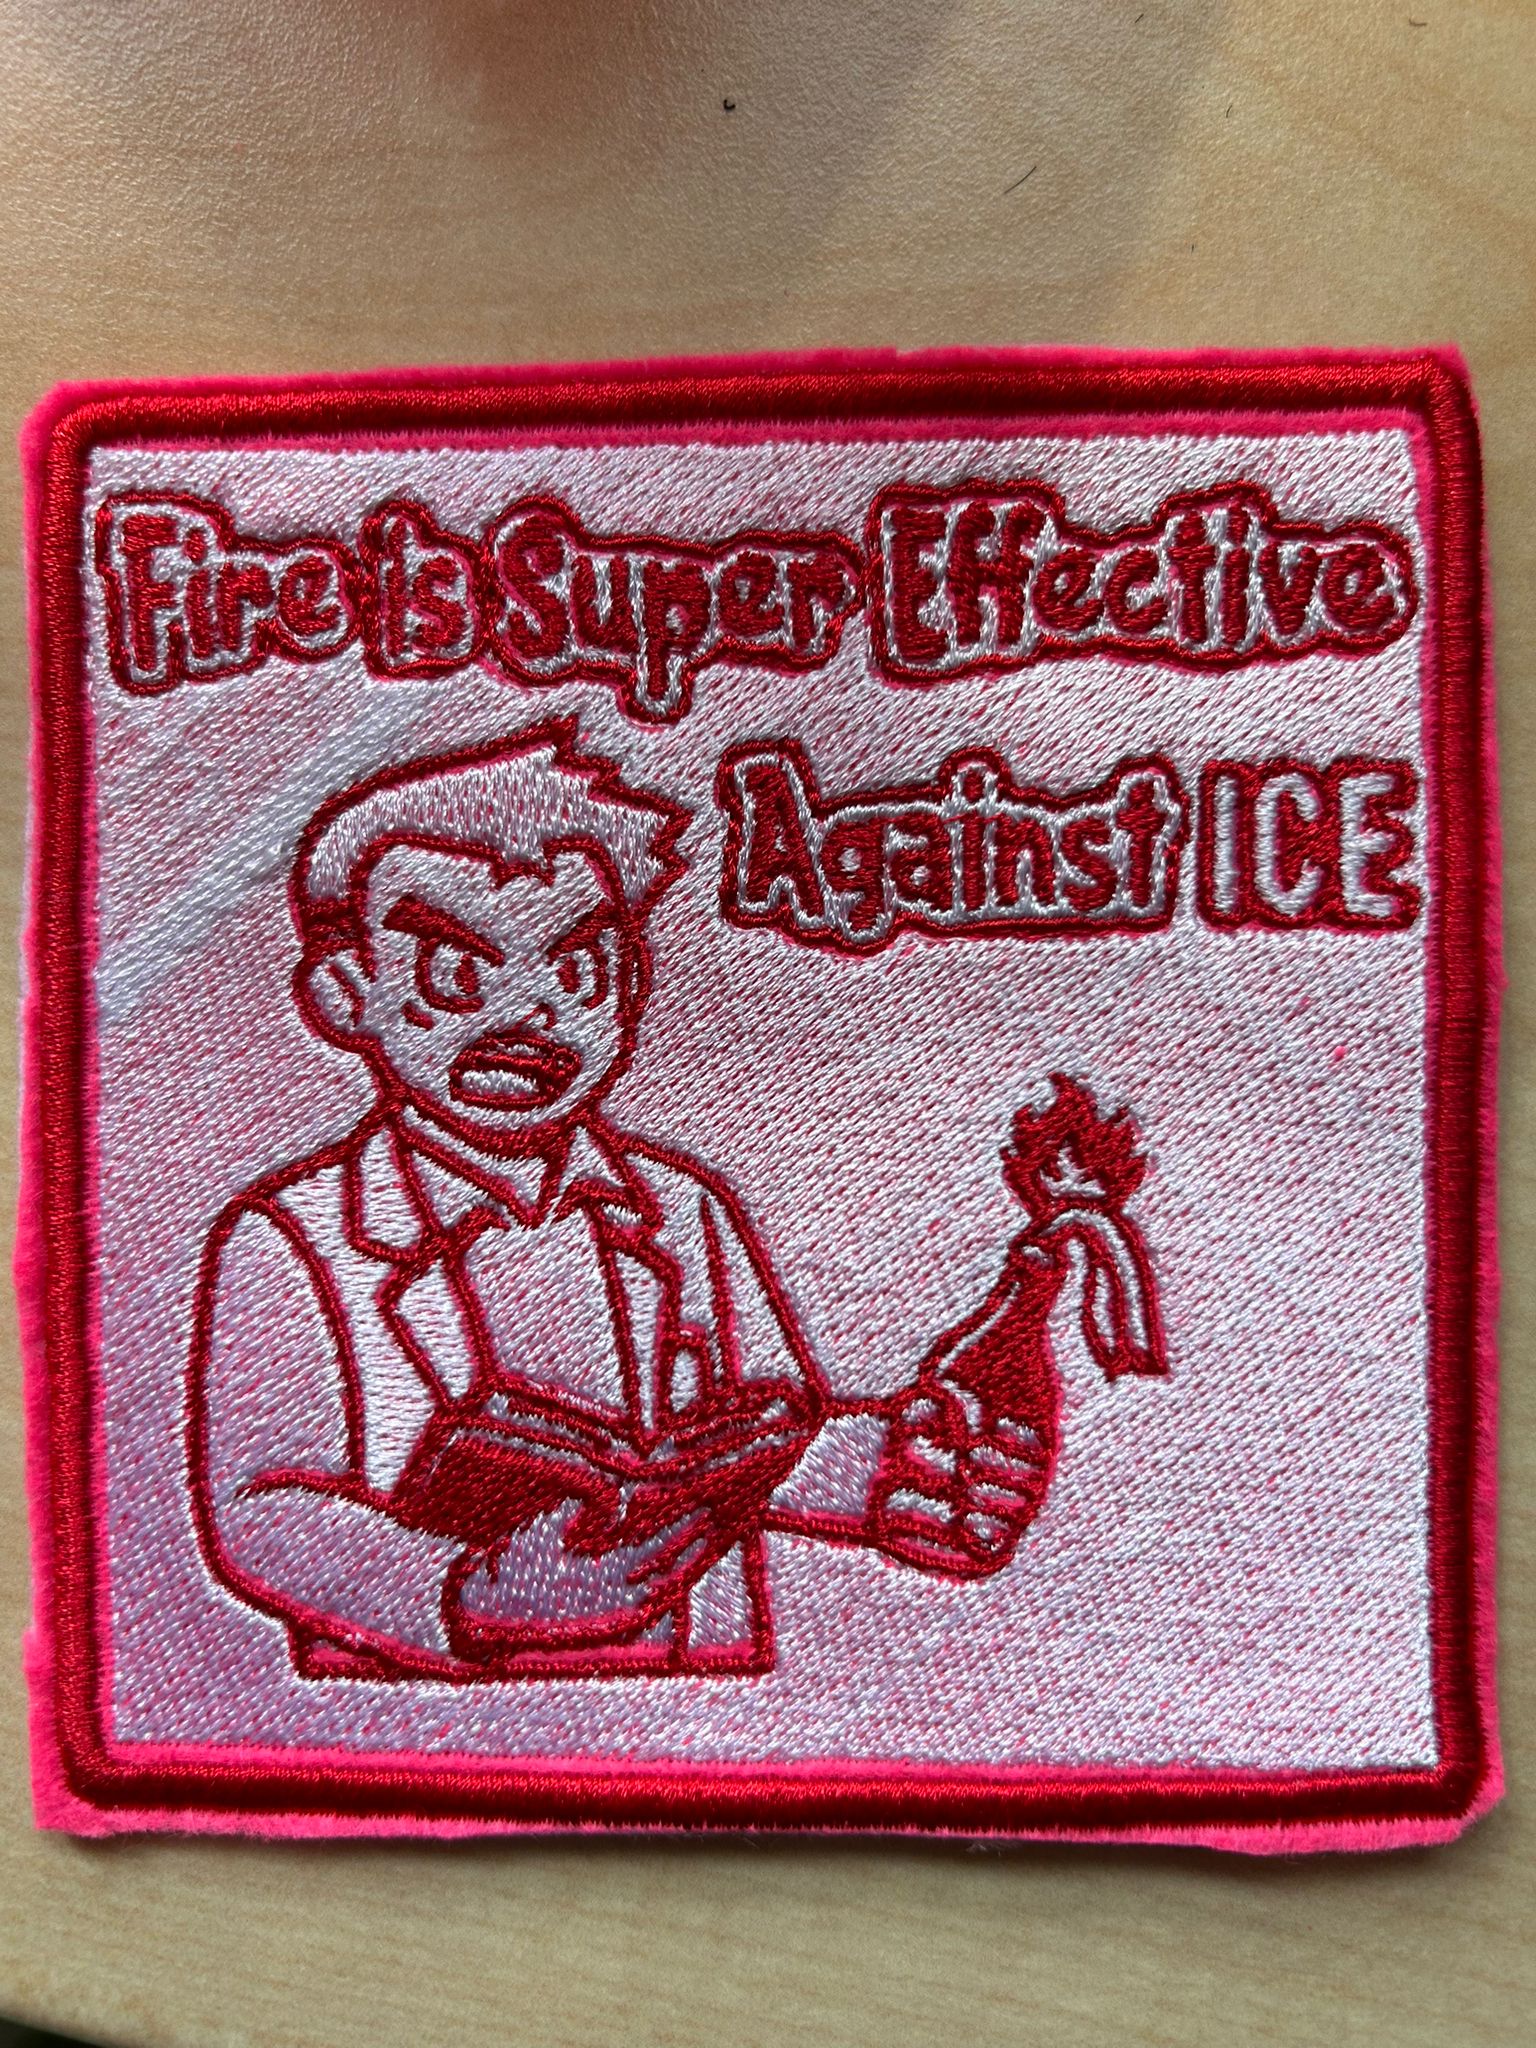 Fire Is Super Effective
Against ICE